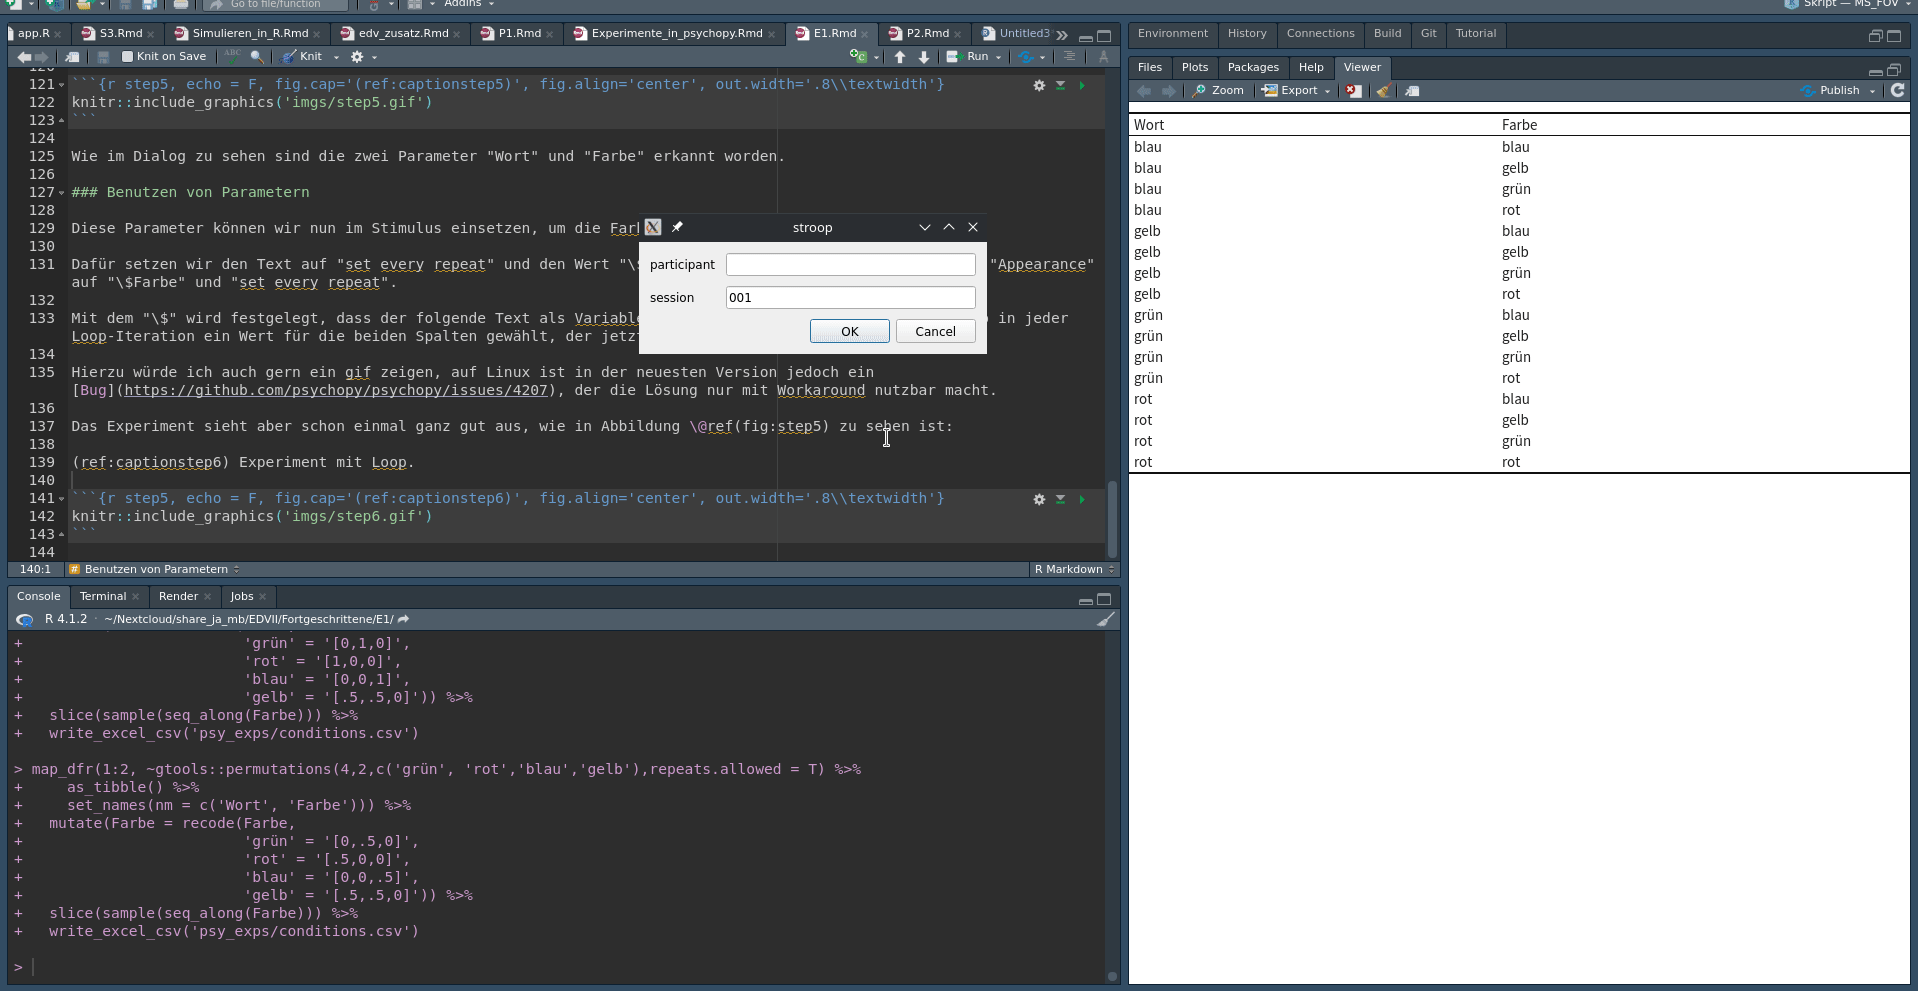 Go to file/function
Addins
Skript — MS_FOV
app.R
S3.Rmd
Simulieren_in_R.Rmd
edv_zusatz.Rmd
P1.Rmd
Experimente_in_psychopy.Rmd
E1.Rmd
P2.Rmd
Untitled3
Knit on Save
ABC
Knit
Run
120
121 ```{r step5, echo = F, fig.cap='(ref:captionstep5)', fig.align='center', out.width='.8\\textwidth'}
122 knitr::include_graphics('imgs/step5.gif')
123 ```
124
125 Wie im Dialog zu sehen sind die zwei Parameter "Wort" und "Farbe" erkannt worden.
126
127 ### Benutzen von Parametern
128
129 Diese Parameter können wir nun im Stimulus einsetzen, um die
130
131 Dafür setzen wir den Text auf "set every repeat" und den Wert "Appearance"
auf "\$Farbe" und "set every repeat".
132
133 Mit dem "\$" wird festgelegt, dass der folgende Text als in jeder
Loop-Iteration ein Wert für die beiden Spalten gewählt, der
134
135 Hierzu würde ich auch gern ein gif zeigen, auf Linux ist in der neuesten Version jedoch ein
[Bug](https://github.com/psychopy/psychopy/issues/4207), der die Lösung nur mit Workaround nutzbar macht.
136
137 Das Experiment sieht aber schon einmal ganz gut aus, wie in Abbildung \@ref(fig:step5) zu sehen ist:
138
139 (ref:captionstep6) Experiment mit Loop.
140
141 ```{r step5, echo = F, fig.cap='(ref:captionstep6)', fig.align='center', out.width='.8\\textwidth'}
142 knitr::include_graphics('imgs/step6.gif')
143 ```
144
140:1 # Benutzen von Parametern R Markdown
stroop
participant
session 001
OK Cancel
Console Terminal Render Jobs
R 4.1.2 · ~/Nextcloud/share_ja_mb/EDVII/Fortgeschrittene/E1/
+ 'grün' = '[0,1,0]',
+ 'rot' = '[1,0,0]',
+ 'blau' = '[0,0,1]',
+ 'gelb' = '[.5,.5,0]')) %>%
+ slice(sample(seq_along(Farbe))) %>%
+ write_excel_csv('psy_exps/conditions.csv')
> map_dfr(1:2, ~gtools::permutations(4,2,c('grün', 'rot','blau','gelb'),repeats.allowed = T) %>%
+ as_tibble() %>%
+ set_names(nm = c('Wort', 'Farbe'))) %>%
+ mutate(Farbe = recode(Farbe,
+ 'grün' = '[0,.5,0]',
+ 'rot' = '[.5,0,0]',
+ 'blau' = '[0,0,.5]',
+ 'gelb' = '[.5,.5,0]')) %>%
+ slice(sample(seq_along(Farbe))) %>%
+ write_excel_csv('psy_exps/conditions.csv')
>
Environment History Connections Build Git Tutorial
Files Plots Packages Help Viewer
Zoom Export Publish
Wort Farbe
blau blau
blau gelb
blau grün
blau rot
gelb blau
gelb gelb
gelb grün
gelb rot
grün blau
grün gelb
grün grün
grün rot
rot blau
rot gelb
rot grün
rot rot